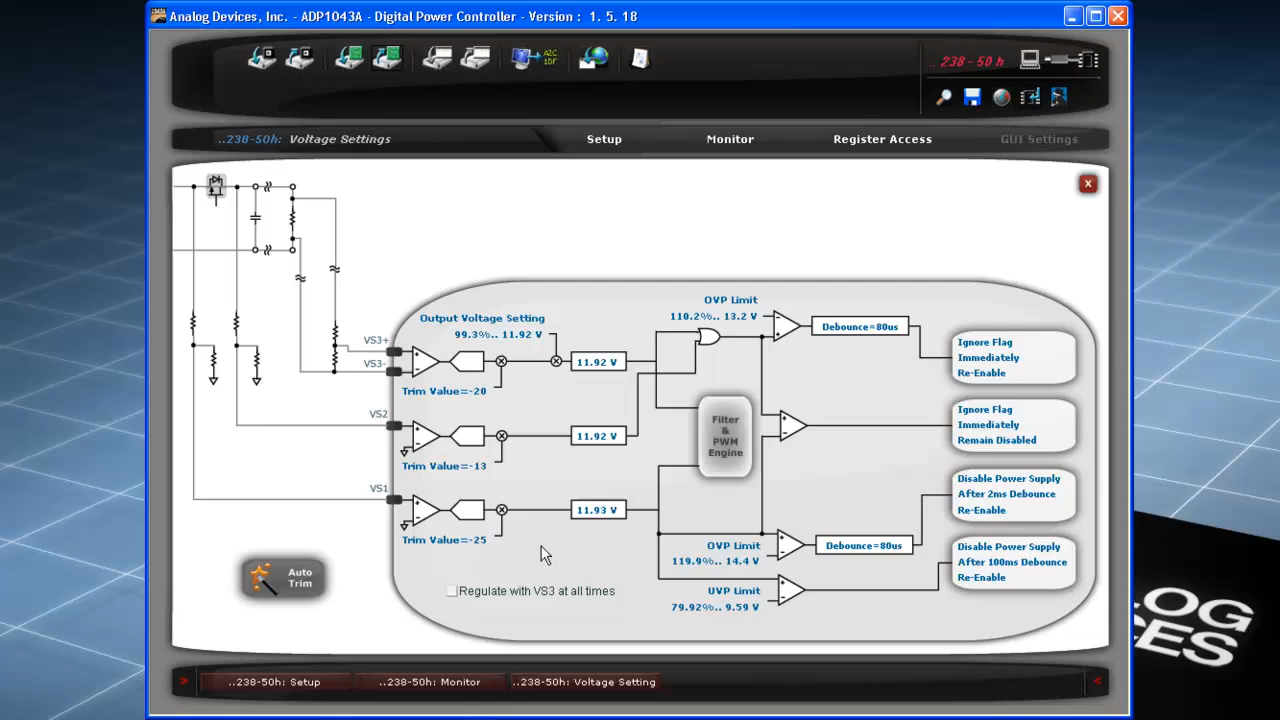 Analog Devices, Inc. - ADP1043A - Digital Power Controller - Version : 1. 5. 18
A2C
1DF
.. 238-50 h
..238-50h: Voltage Settings
Setup
Monitor
Register Access
GUI Settings
x
OVP Limit
110.2%.. 13.2 V
Debounce=80us
Output Voltage Setting
99.3%.. 11.92 V
VS3+
VS3-
11.92 V
Trim Value=-20
Ignore Flag
Immediately
Re-Enable
VS2
11.92 V
Trim Value=-13
Filter
&
PWM
Engine
Ignore Flag
Immediately
Remain Disabled
VS1
11.93 V
Trim Value=-25
Disable Power Supply
After 2ms Debounce
Re-Enable
OVP Limit
119.9%.. 14.4 V
Debounce=80us
Disable Power Supply
After 100ms Debounce
Re-Enable
Auto
Trim
Regulate with VS3 at all times
UVP Limit
79.92%.. 9.59 V
LOG
CES
>
..238-50h: Setup
..238-50h: Monitor
..238-50h: Voltage Setting
<